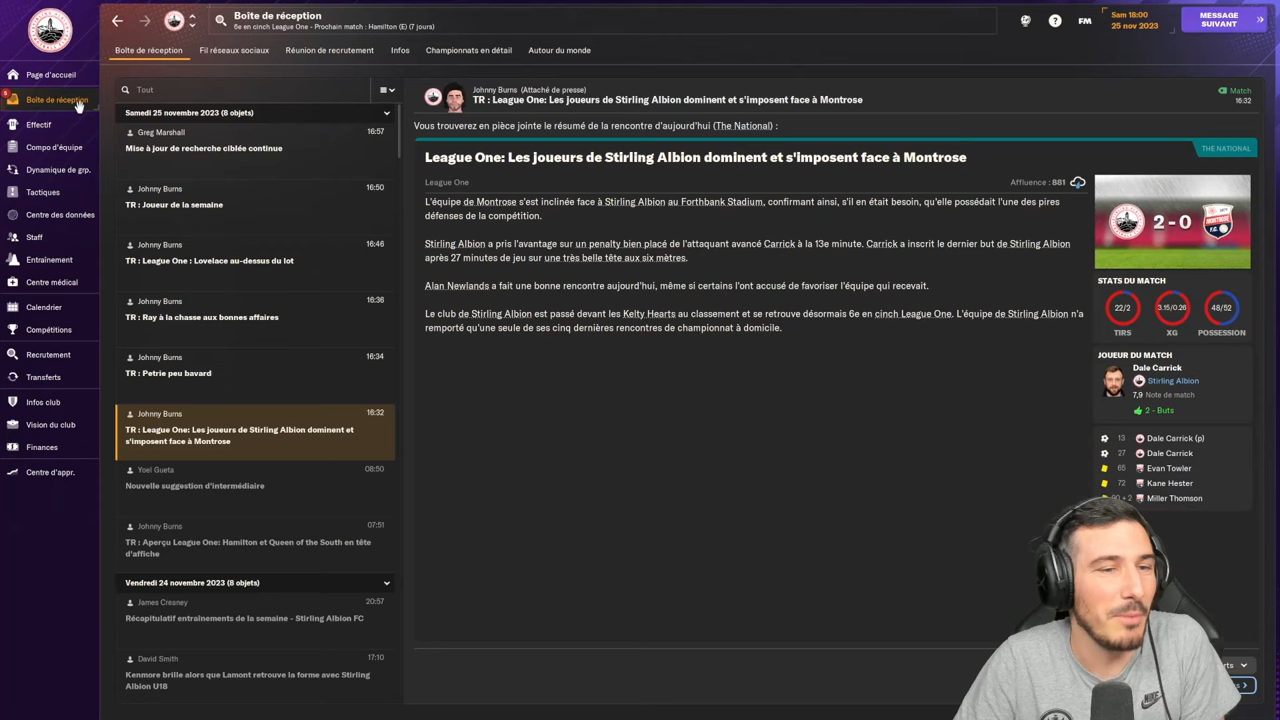 Boîte de réception
6e en cinch League One - Prochain match : Hamilton (E) (7 jours)
FM
Sam 18:00
25 nov 2023
MESSAGE
SUIVANT
Boîte de réception
Fil réseaux sociaux
Réunion de recrutement
Infos
Championnats en détail
Autour du monde
Page d'accueil
5
Boîte de réception
Effectif
Compo d'équipe
Dynamique de grp.
Tactiques
Centre des données
Staff
Entraînement
Centre médical
Calendrier
Compétitions
Recrutement
Transferts
Infos club
Vision du club
Finances
Centre d'appr.
Tout
Samedi 25 novembre 2023 (8 objets)
Greg Marshall
16:57
Mise à jour de recherche ciblée continue
Johnny Burns
16:50
TR : Joueur de la semaine
Johnny Burns
16:46
TR : League One : Lovelace au-dessus du lot
Johnny Burns
16:36
TR : Ray à la chasse aux bonnes affaires
Johnny Burns
16:34
TR : Petrie peu bavard
Johnny Burns
16:32
TR : League One: Les joueurs de Stirling Albion dominent et
s'imposent face à Montrose
Yoel Gueta
08:50
Nouvelle suggestion d'intermédiaire
Johnny Burns
07:51
TR : Aperçu League One: Hamilton et Queen of the South en tête
d'affiche
Vendredi 24 novembre 2023 (8 objets)
James Creaney
20:57
Récapitulatif entraînements de la semaine - Stirling Albion FC
David Smith
17:10
Kenmore brille alors que Lamont retrouve la forme avec Stirling
Albion U18
Johnny Burns (Attaché de presse)
TR : League One: Les joueurs de Stirling Albion dominent et s'imposent face à Montrose
Match
16:32
Vous trouverez en pièce jointe le résumé de la rencontre d'aujourd'hui (The National) :
THE NATIONAL
League One: Les joueurs de Stirling Albion dominent et s'imposent face à Montrose
League One
Affluence : 881
L'équipe de Montrose s'est inclinée face à Stirling Albion au Forthbank Stadium, confirmant ainsi, s'il en était besoin, qu'elle possédait l'une des pires
défenses de la compétition.
Stirling Albion a pris l'avantage sur un penalty bien placé de l'attaquant avancé Carrick à la 13e minute. Carrick a inscrit le dernier but de Stirling Albion
après 27 minutes de jeu sur une très belle tête aux six mètres.
Alan Newlands a fait une bonne rencontre aujourd'hui, même si certains l'ont accusé de favoriser l'équipe qui recevait.
Le club de Stirling Albion est passé devant les Kelty Hearts au classement et se retrouve désormais 6e en cinch League One. L'équipe de Stirling Albion n'a
remporté qu'une seule de ses cinq dernières rencontres de championnat à domicile.
2 - 0
STATS DU MATCH
22/2
3.15/0.26
48/52
TIRS
XG
POSSESSION
JOUEUR DU MATCH
Dale Carrick
Stirling Albion
7,9 Note de match
2 - Buts
13 Dale Carrick (p)
27 Dale Carrick
65 Evan Towler
72 Kane Hester
90 + 2 Miller Thomson